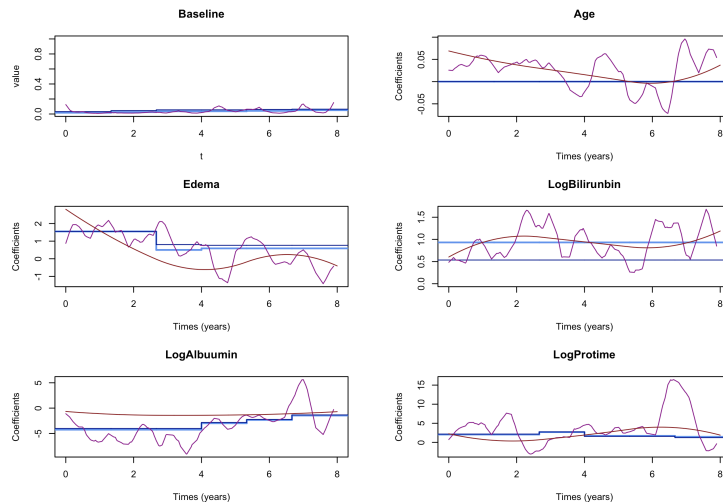 Baseline
value
0.0 0.4 0.8
0 2 4 6 8
t
Age
Coefficients
-0.05 0.05
0 2 4 6 8
Times (years)
Edema
Coefficients
-1 0 1 2
0 2 4 6 8
Times (years)
LogBilirunbin
Coefficients
0.0 0.5 1.0 1.5
0 2 4 6 8
Times (years)
LogAlbuumin
Coefficients
-5 0 5
0 2 4 6 8
Times (years)
LogProtime
Coefficients
0 5 10 15
0 2 4 6 8
Times (years)